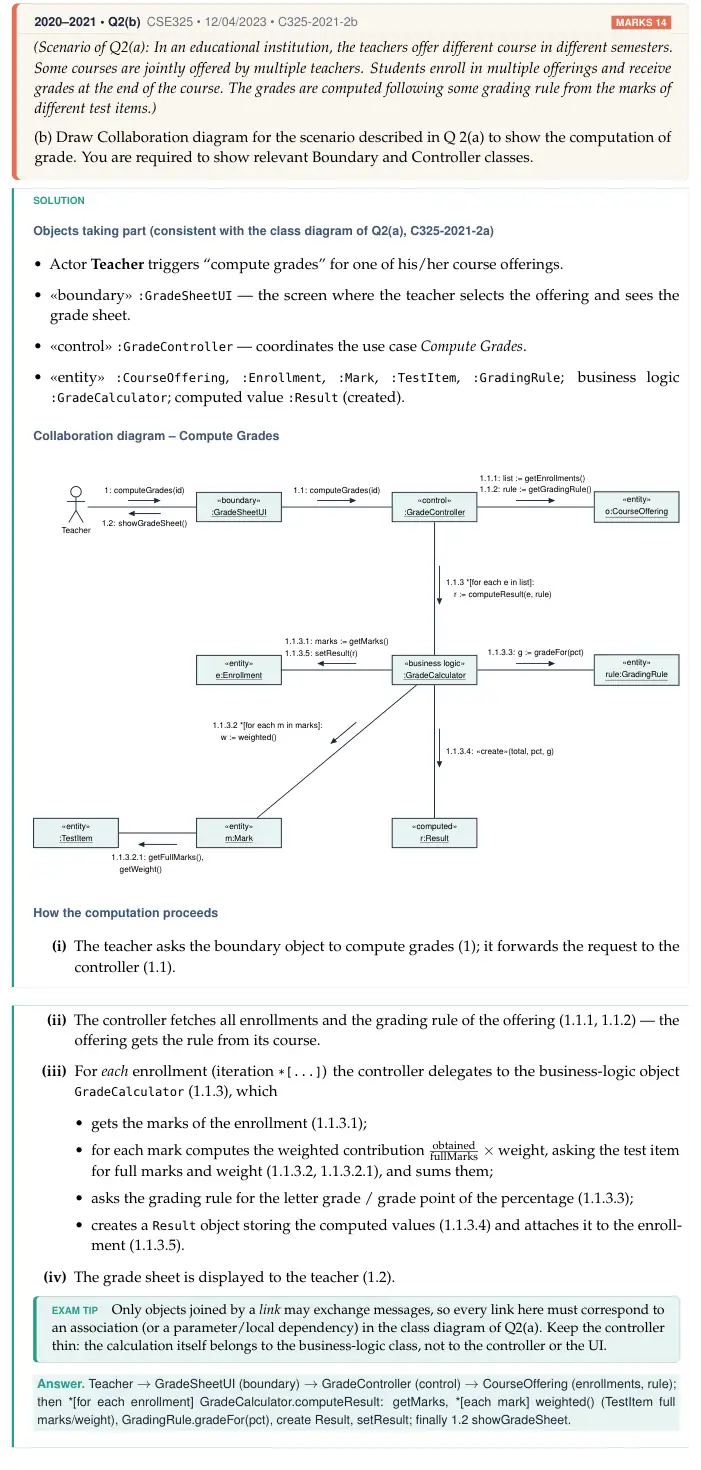 2020–2021 • Q2(b) CSE325 • 12/04/2023 • C325-2021-2b MARKS 14
(Scenario of Q2(a): In an educational institution, the teachers offer different course in different semesters.
Some courses are jointly offered by multiple teachers. Students enroll in multiple offerings and receive
grades at the end of the course. The grades are computed following some grading rule from the marks of
different test items.)
(b) Draw Collaboration diagram for the scenario described in Q 2(a) to show the computation of
grade. You are required to show relevant Boundary and Controller classes.
SOLUTION
Objects taking part (consistent with the class diagram of Q2(a), C325-2021-2a)
• Actor Teacher triggers “compute grades” for one of his/her course offerings.
• «boundary» :GradeSheetUI — the screen where the teacher selects the offering and sees the
grade sheet.
• «control» :GradeController — coordinates the use case Compute Grades.
• «entity» :CourseOffering, :Enrollment, :Mark, :TestItem, :GradingRule; business logic
:GradeCalculator; computed value :Result (created).
Collaboration diagram – Compute Grades
1: computeGrades(id)
1.2: showGradeSheet()
Teacher
«boundary»
:GradeSheetUI
1.1: computeGrades(id)
«control»
:GradeController
1.1.1: list := getEnrollments()
1.1.2: rule := getGradingRule()
«entity»
o:CourseOffering
1.1.3 *[for each e in list]:
r := computeResult(e, rule)
«entity»
e:Enrollment
1.1.3.1: marks := getMarks()
1.1.3.5: setResult(r)
«business logic»
:GradeCalculator
1.1.3.3: g := gradeFor(pct)
«entity»
rule:GradingRule
1.1.3.2 *[for each m in marks]:
w := weighted()
1.1.3.4: «create»(total, pct, g)
«entity»
:TestItem
«entity»
m:Mark
«computed»
r:Result
1.1.3.2.1: getFullMarks(),
getWeight()
How the computation proceeds
(i) The teacher asks the boundary object to compute grades (1); it forwards the request to the
controller (1.1).
(ii) The controller fetches all enrollments and the grading rule of the offering (1.1.1, 1.1.2) — the
offering gets the rule from its course.
(iii) For each enrollment (iteration *[...]) the controller delegates to the business-logic object
GradeCalculator (1.1.3), which
• gets the marks of the enrollment (1.1.3.1);
• for each mark computes the weighted contribution obtained/fullMarks × weight, asking the test item
for full marks and weight (1.1.3.2, 1.1.3.2.1), and sums them;
• asks the grading rule for the letter grade / grade point of the percentage (1.1.3.3);
• creates a Result object storing the computed values (1.1.3.4) and attaches it to the enroll-
ment (1.1.3.5).
(iv) The grade sheet is displayed to the teacher (1.2).
EXAM TIP Only objects joined by a link may exchange messages, so every link here must correspond to
an association (or a parameter/local dependency) in the class diagram of Q2(a). Keep the controller
thin: the calculation itself belongs to the business-logic class, not to the controller or the UI.
Answer. Teacher → GradeSheetUI (boundary) → GradeController (control) → CourseOffering (enrollments, rule);
then *[for each enrollment] GradeCalculator.computeResult: getMarks, *[each mark] weighted() (TestItem full
marks/weight), GradingRule.gradeFor(pct), create Result, setResult; finally 1.2 showGradeSheet.